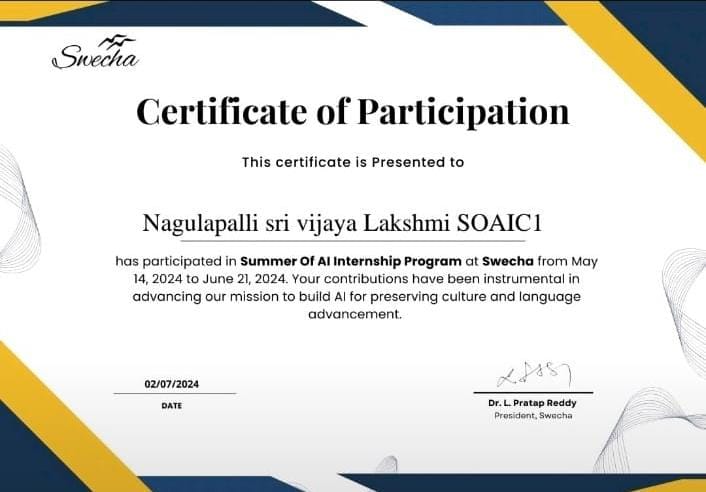 Swecha
Certificate of Participation
This certificate is Presented to
Nagulapalli sri vijaya Lakshmi SOAIC1
has participated in Summer Of AI Internship Program at Swecha from May
14, 2024 to June 21, 2024. Your contributions have been instrumental in
advancing our mission to build AI for preserving culture and language
advancement.
02/07/2024
DATE
Dr. L. Pratap Reddy
President, Swecha